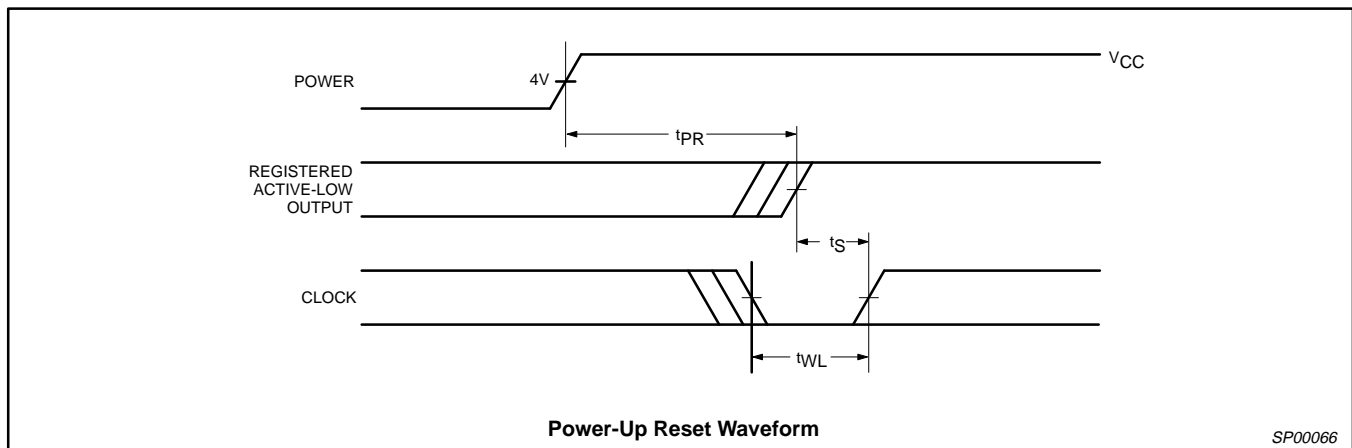 POWER
4V
VCC
tPR
REGISTERED
ACTIVE-LOW
OUTPUT
tS
CLOCK
tWL
Power-Up Reset Waveform
SP00066